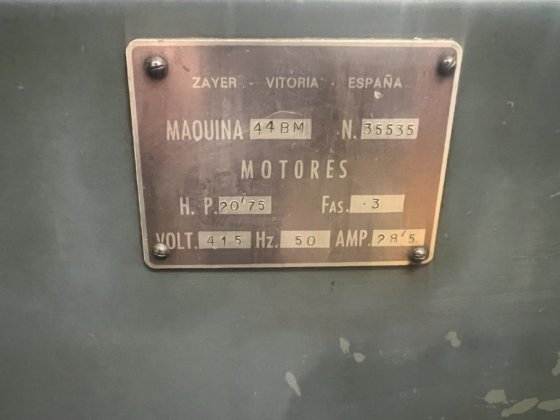 ZAYER - VITORIA - ESPAÑA
MAQUINA 44BM N. 35535
MOTORES
H. P. 20'75 FAS. 3
VOLT. 415 HZ. 50 AMP. 28'5